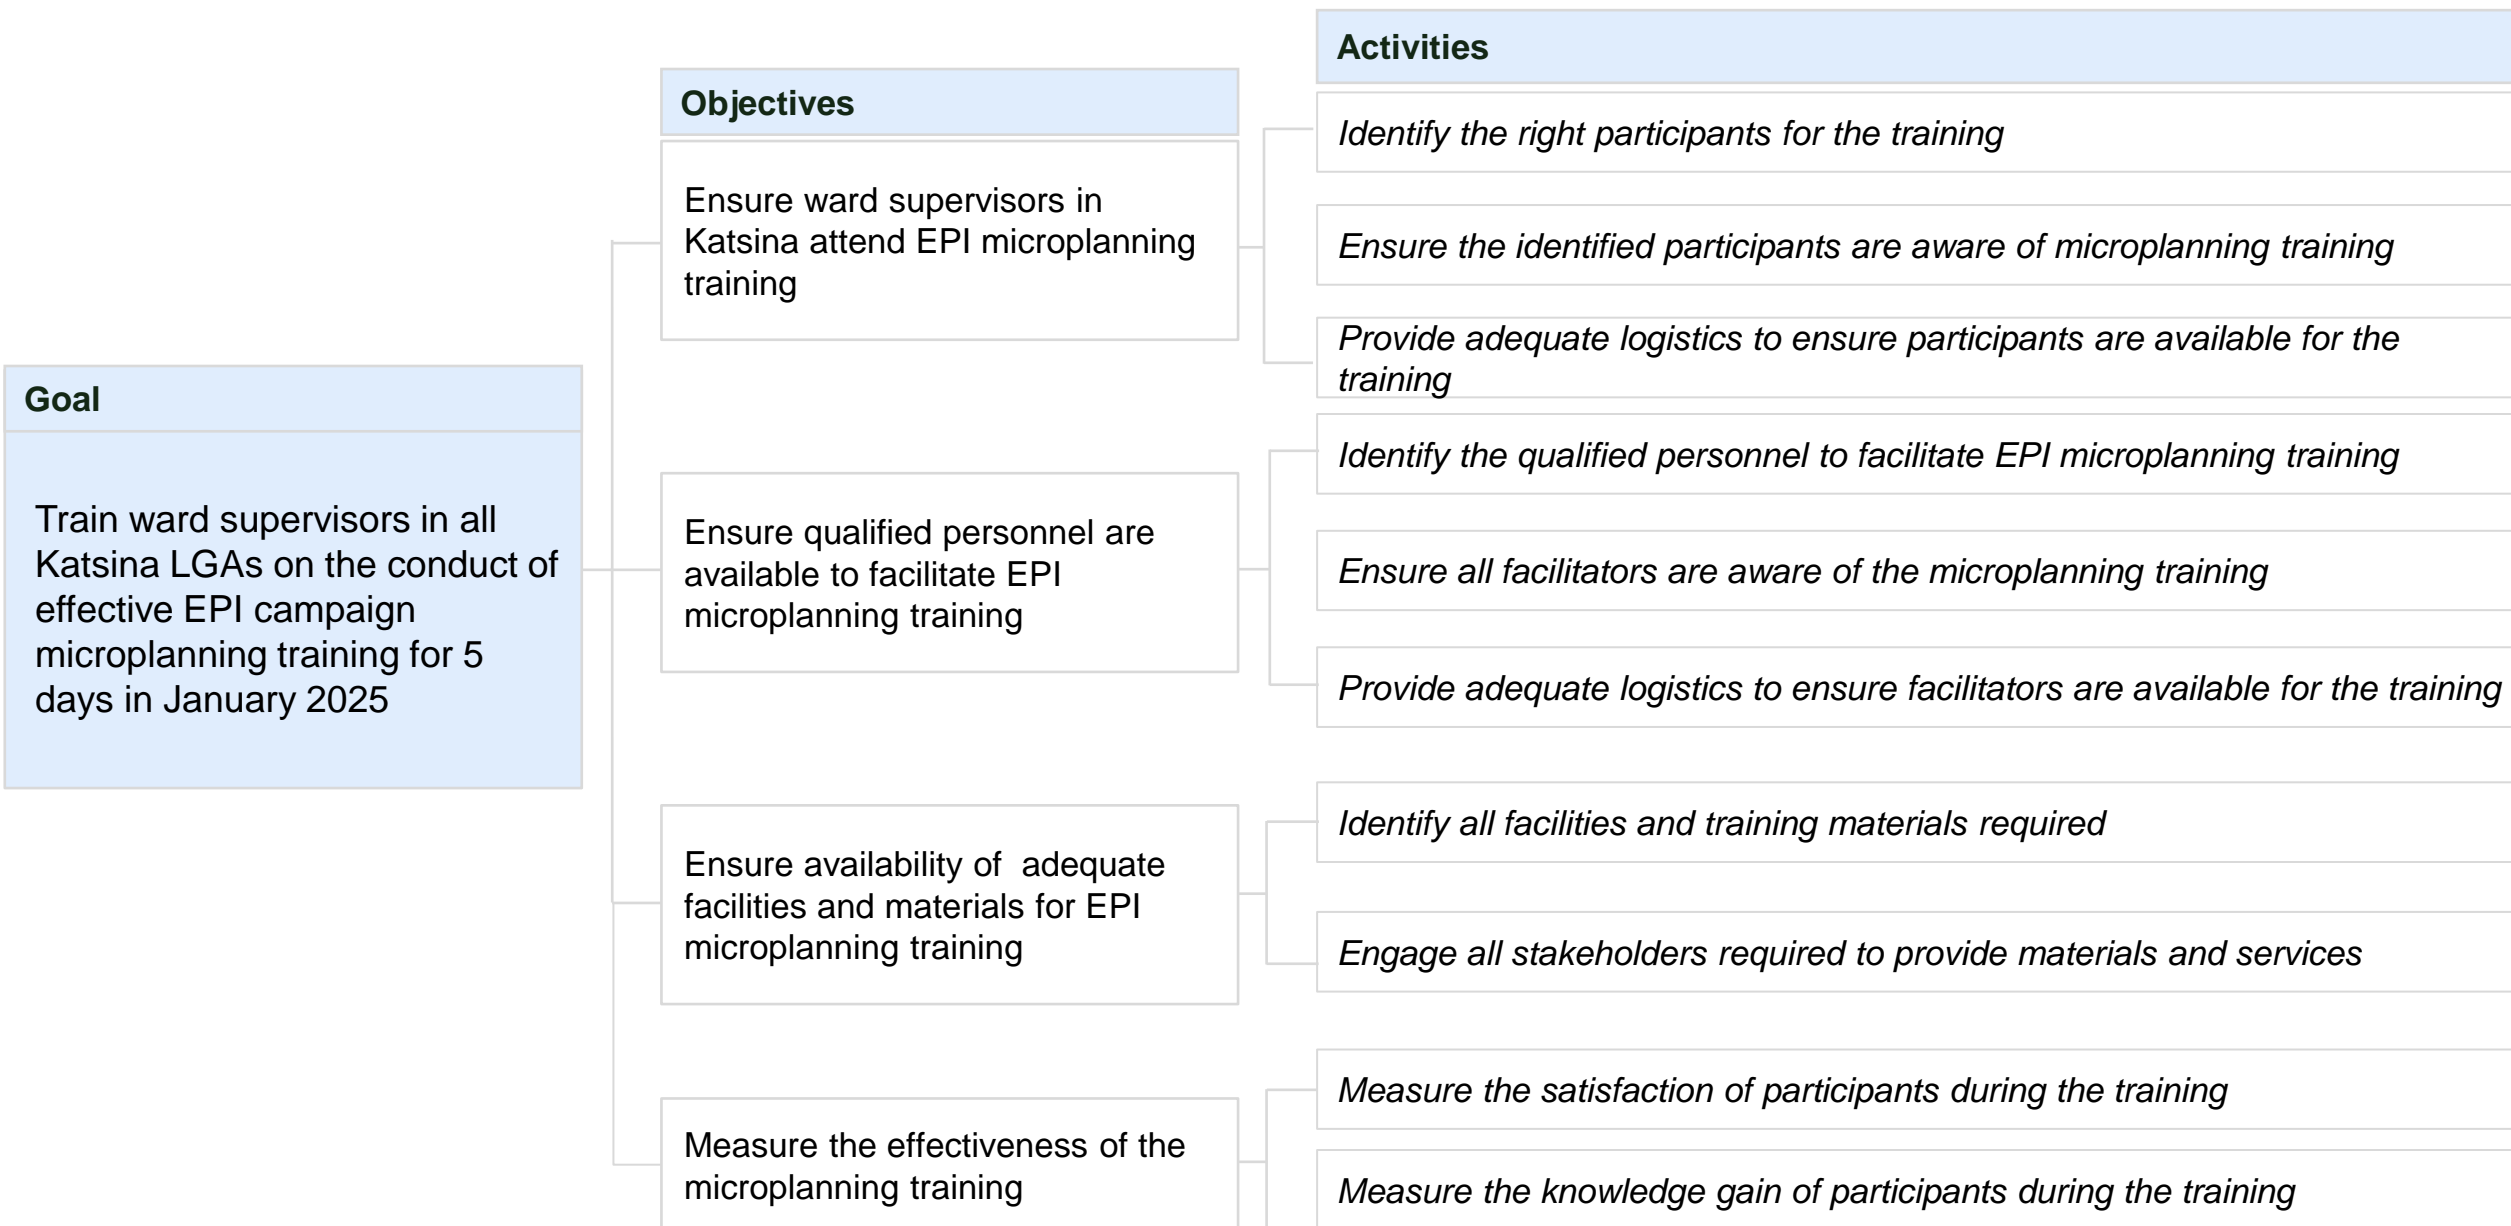 Activities
Objectives
Identify the right participants for the training
Ensure ward supervisors in
Katsina attend EPI microplanning
training
Ensure the identified participants are aware of microplanning training
Provide adequate logistics to ensure participants are available for the
training
Goal
Train ward supervisors in all
Katsina LGAs on the conduct of
effective EPI campaign
microplanning training for 5
days in January 2025
Identify the qualified personnel to facilitate EPI microplanning training
Ensure qualified personnel are
available to facilitate EPI
microplanning training
Ensure all facilitators are aware of the microplanning training
Provide adequate logistics to ensure facilitators are available for the training
Identify all facilities and training materials required
Ensure availability of  adequate
facilities and materials for EPI
microplanning training
Engage all stakeholders required to provide materials and services
Measure the satisfaction of participants during the training
Measure the effectiveness of the
microplanning training
Measure the knowledge gain of participants during the training